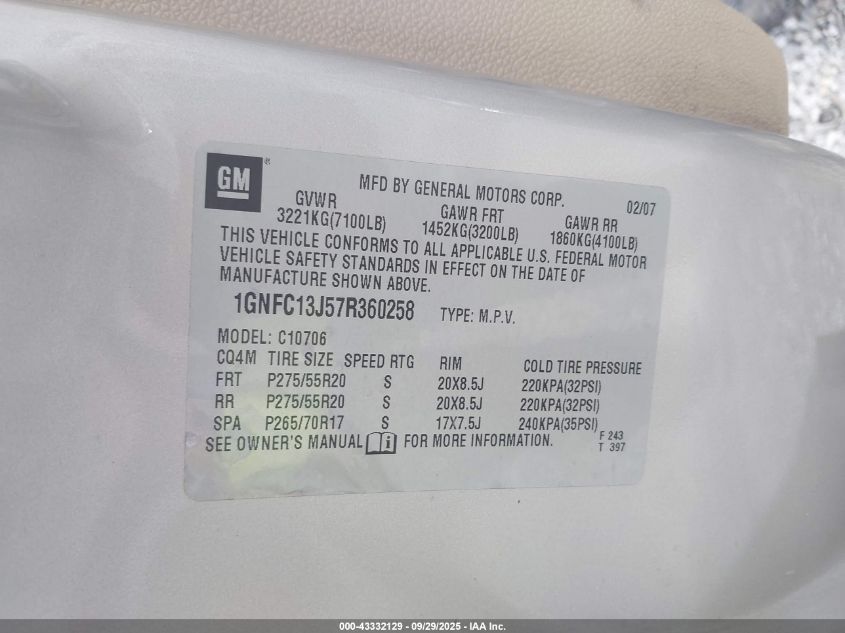 GM®
MFD BY GENERAL MOTORS CORP. 02/07
GVWR GAWR FRT GAWR RR
3221KG(7100LB) 1452KG(3200LB) 1860KG(4100LB)
THIS VEHICLE CONFORMS TO ALL APPLICABLE U.S. FEDERAL MOTOR
VEHICLE SAFETY STANDARDS IN EFFECT ON THE DATE OF
MANUFACTURE SHOWN ABOVE.
1GNFC13J57R360258 TYPE: M.P.V.
MODEL: C10706
CQ4M TIRE SIZE SPEED RTG RIM COLD TIRE PRESSURE
FRT P275/55R20 S 20X8.5J 220KPA(32PSI)
RR P275/55R20 S 20X8.5J 220KPA(32PSI)
SPA P265/70R17 S 17X7.5J 240KPA(35PSI)
SEE OWNER'S MANUAL i FOR MORE INFORMATION. F 243
T 397
000-43332129 - 09/29/2025 - IAA Inc.